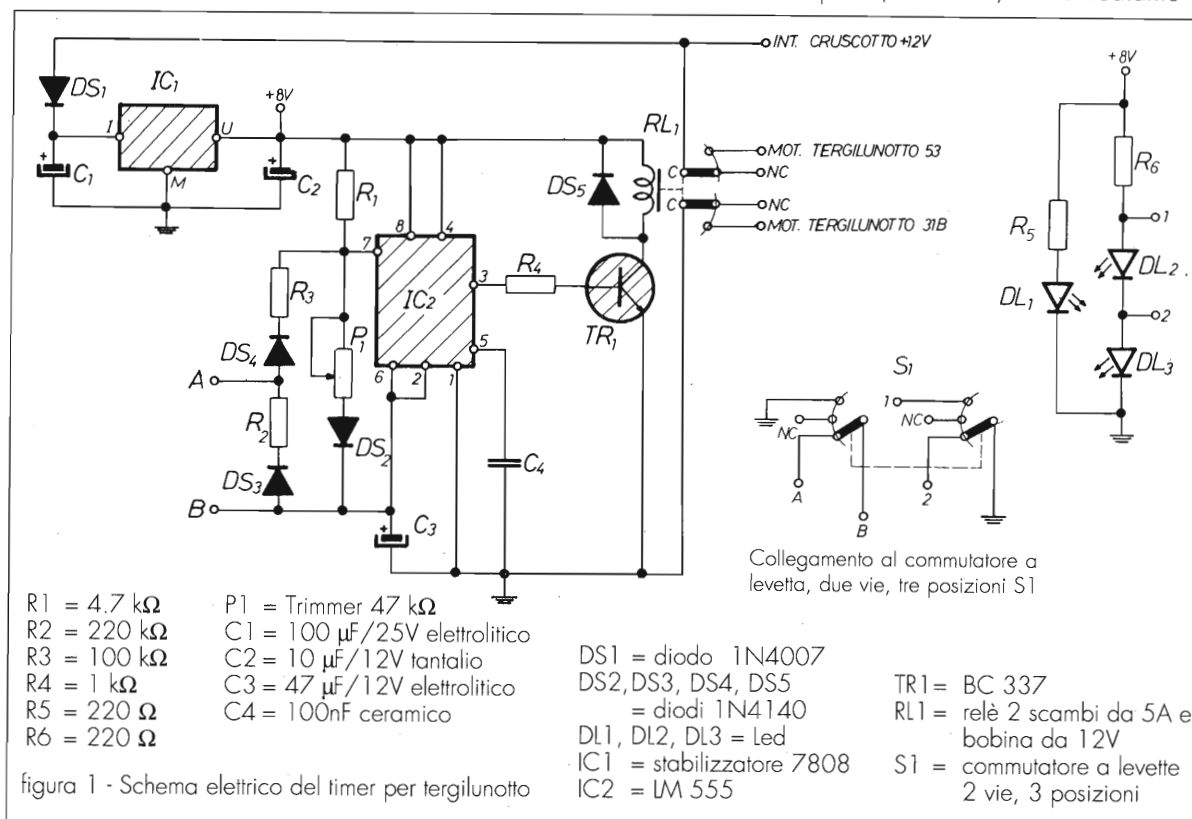 INT. CRUSCOTTO +12V
DS1
IC1
+8V
I
U
M
C1
C2
R1
RL1
C
C
MOT. TERGILUNOTTO 53
NC
NC
MOT. TERGILUNOTTO 31B
DS5
8
4
7
3
5
6
2
1
IC2
R4
TR1
R3
DS4
A
R2
DS3
B
P1
DS2
C3
C4
+8V
R6
R5
1
DL2
DL1
2
DL3
S1
1
NC
NC
A
B
2
Collegamento al commutatore a
levetta, due vie, tre posizioni S1
R1 = 4.7 kΩ
R2 = 220 kΩ
R3 = 100 kΩ
R4 = 1 kΩ
R5 = 220 Ω
R6 = 220 Ω
P1 = Trimmer 47 kΩ
C1 = 100 µF/25V elettrolitico
C2 = 10 µF/12V tantalio
C3 = 47 µF/12V elettrolitico
C4 = 100nF ceramico
DS1 = diodo 1N4007
DS2, DS3, DS4, DS5
= diodi 1N4140
DL1, DL2, DL3 = Led
IC1 = stabilizzatore 7808
IC2 = LM 555
TR1 = BC 337
RL1 = relè 2 scambi da 5A e
bobina da 12V
S1 = commutatore a levette
2 vie, 3 posizioni
figura 1 - Schema elettrico del timer per tergilunotto